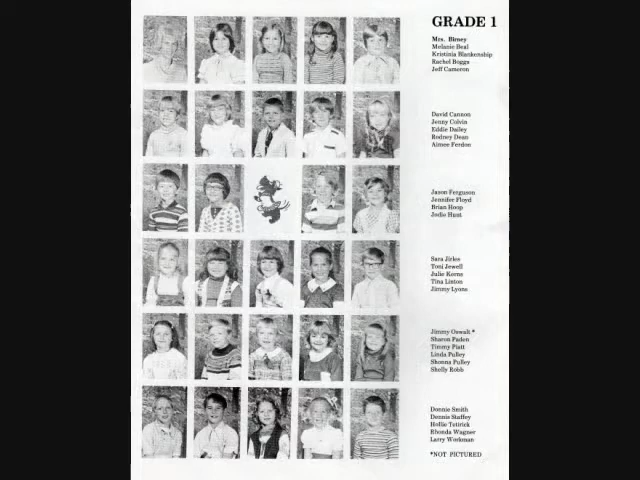 GRADE 1
Mrs. Birney
Melanie Beal
Kristinia Blankenship
Rachel Boggs
Jeff Cameron
David Cannon
Jenny Colvin
Eddie Dailey
Rodney Dean
Aimee Ferdon
Jason Ferguson
Jennifer Floyd
Brian Hoop
Jodie Hunt
Sara Jirles
Toni Jewell
Julie Kerns
Tina Linton
Jimmy Lyons
Jimmy Oswalt *
Sharon Paden
Timmy Piatt
Linda Pulley
Shonna Pulley
Shelly Robb
Donnie Smith
Dennis Staffey
Hollie Tetirick
Rhonda Wagner
Larry Workman
*NOT PICTURED